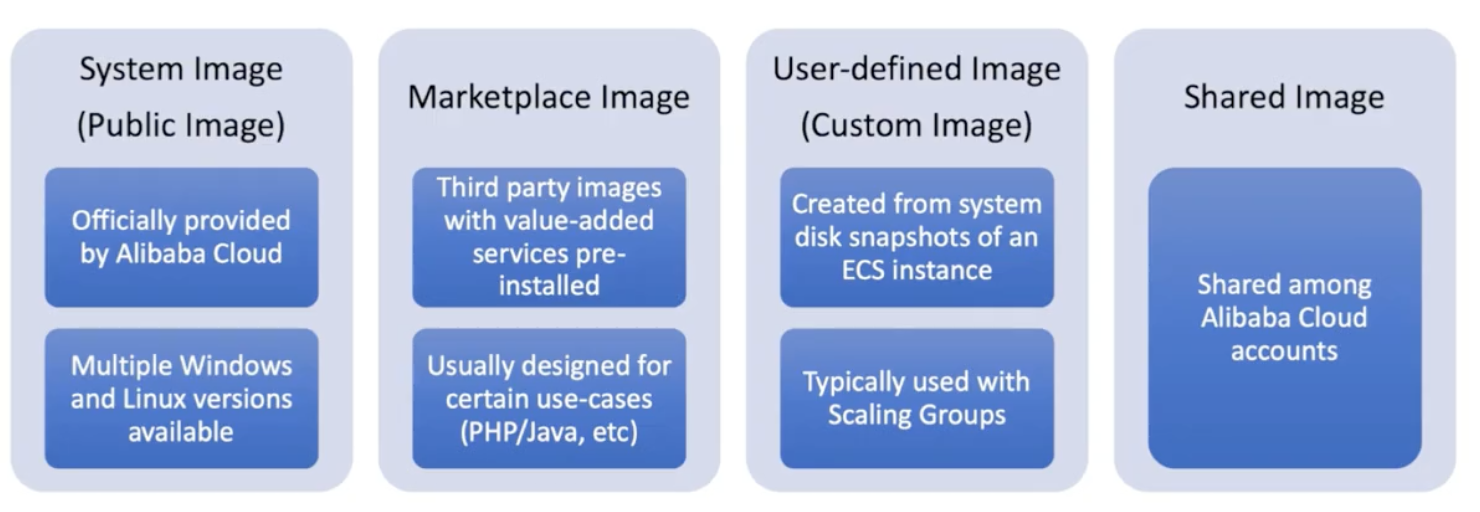 System Image
(Public Image)
Officially provided
by Alibaba Cloud
Multiple Windows
and Linux versions
available
Marketplace Image
Third party images
with value-added
services pre-
installed
Usually designed for
certain use-cases
(PHP/Java, etc)
User-defined Image
(Custom Image)
Created from system
disk snapshots of an
ECS instance
Typically used with
Scaling Groups
Shared Image
Shared among
Alibaba Cloud
accounts